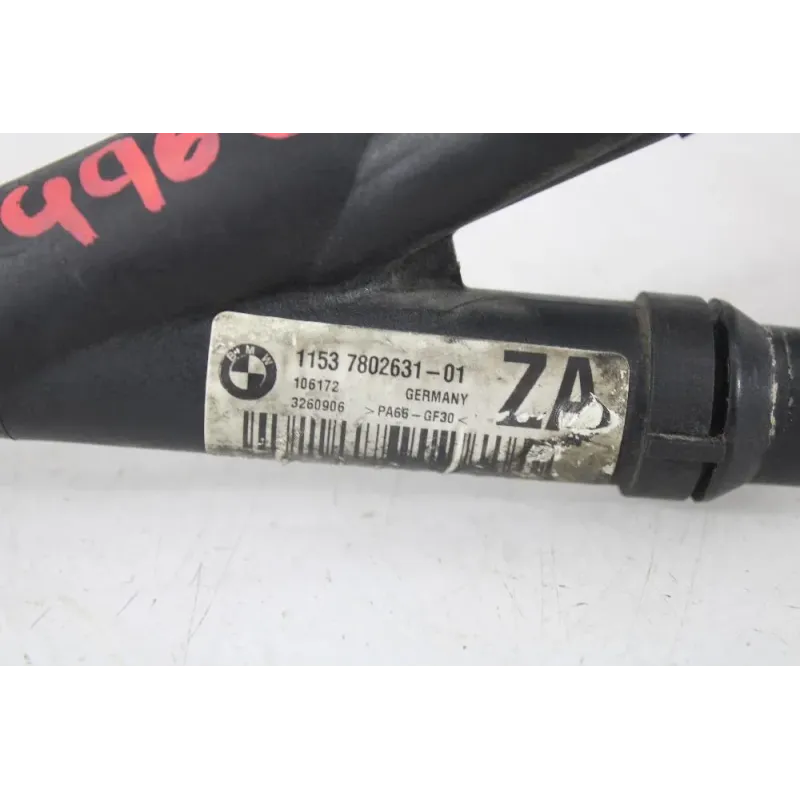 BMW
1153 7802631-01
ZA
106172
GERMANY
3260906
>PA66-GF30<